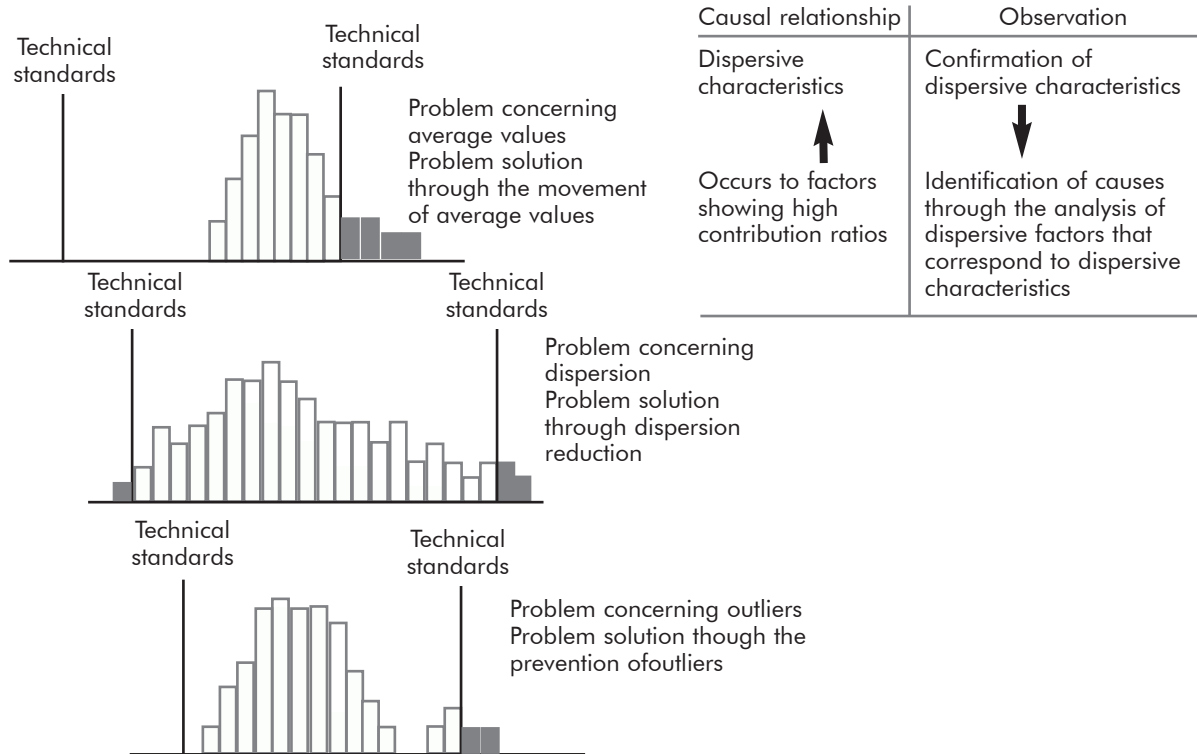 Technical
standards
Technical
standards
Problem concerning
average values
Problem solution
through the movement
of average values
Causal relationship
Observation
Dispersive
characteristics
Confirmation of
dispersive characteristics
Occurs to factors
showing high
contribution ratios
Identification of causes
through the analysis of
dispersive factors that
correspond to dispersive
characteristics
Technical
standards
Technical
standards
Problem concerning
dispersion
Problem solution
through dispersion
reduction
Technical
standards
Technical
standards
Problem concerning outliers
Problem solution though the
prevention ofoutliers